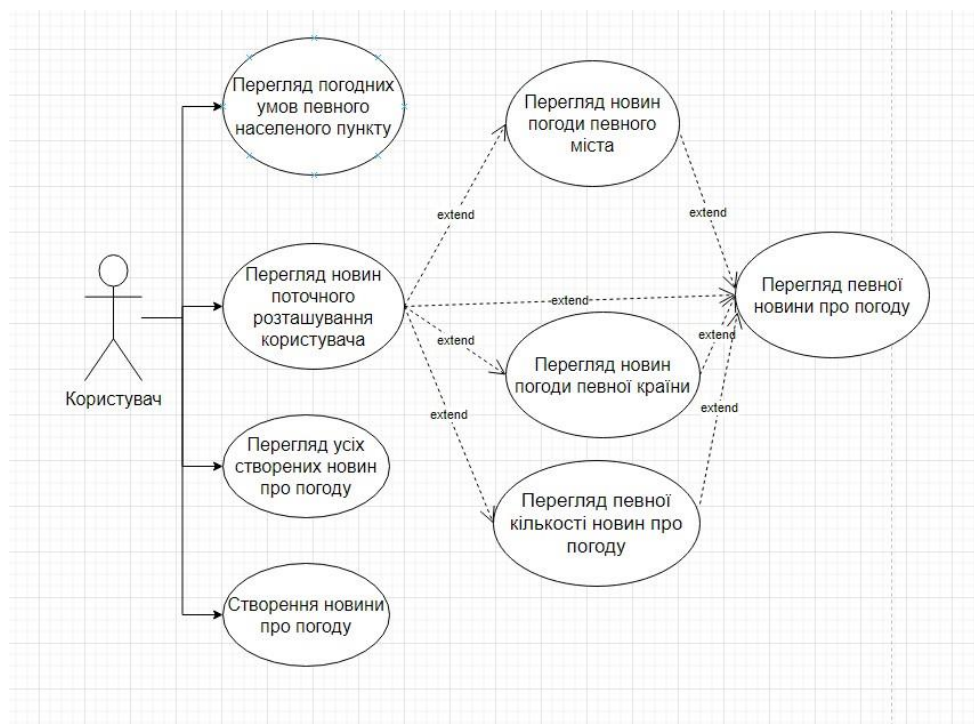 Перегляд погодних
умов певного
населеного пункту
Перегляд новин
погоди певного
міста
extend
extend
Перегляд новин
поточного
розташування
користувача
extend
Перегляд певної
новини про погоду
extend
extend
Перегляд новин
погоди певної країни
Користувач
extend
extend
Перегляд усіх
створених новин
про погоду
Перегляд певної
кількості новин про
погоду
Створення новини
про погоду